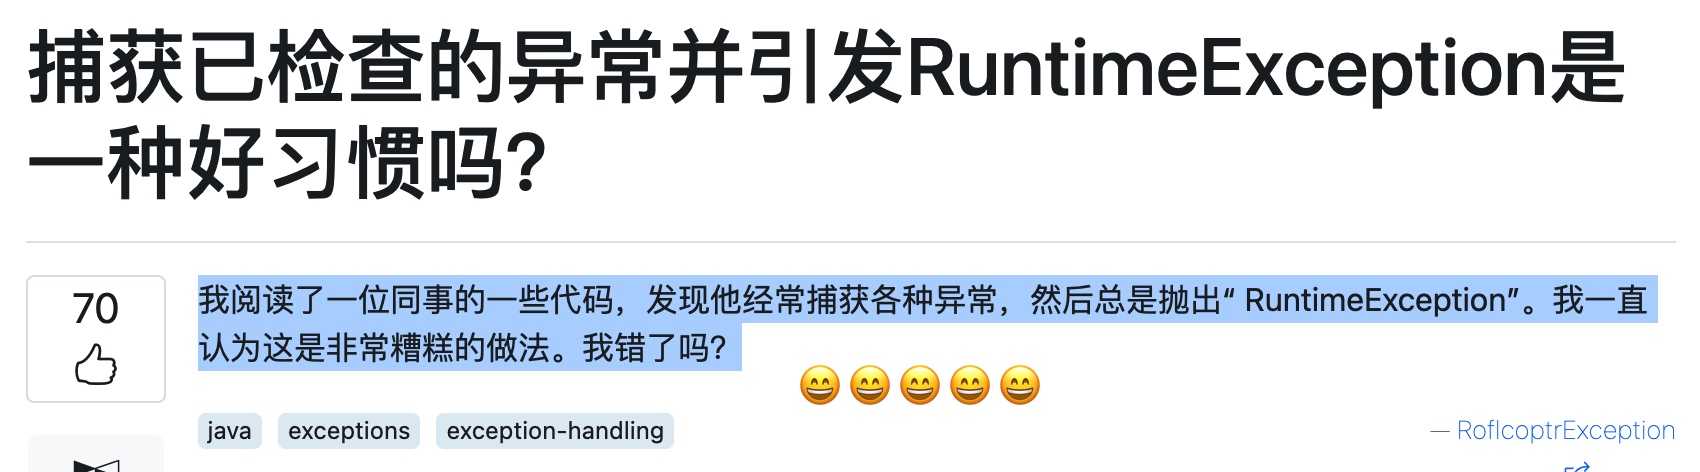 捕获已检查的异常并引发RuntimeException是
一种好习惯吗?
70
我阅读了一位同事的一些代码，发现他经常捕获各种异常，然后总是抛出“ RuntimeException”。我一直
认为这是非常糟糕的做法。我错了吗?
😄😄😄😄😄
java exceptions exception-handling
— RoflcoptrException